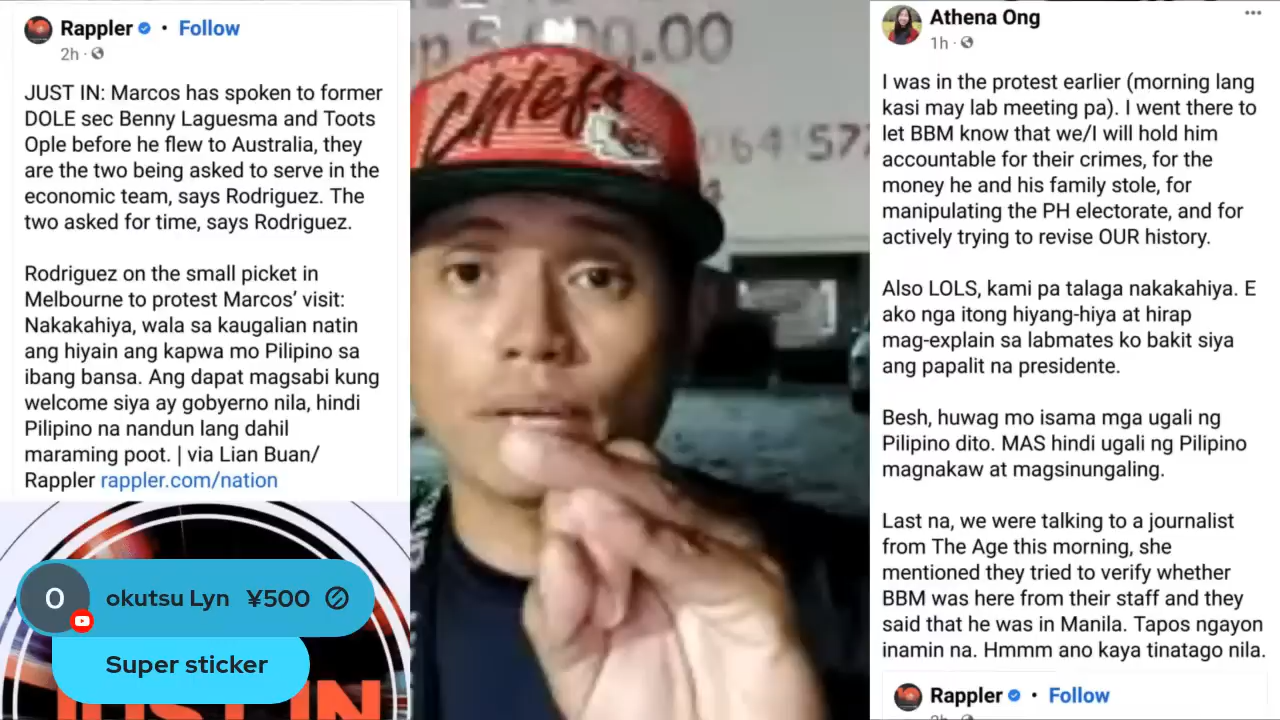 Rappler • Follow
2h
JUST IN: Marcos has spoken to former
DOLE sec Benny Laguesma and Toots
Ople before he flew to Australia, they
are the two being asked to serve in the
economic team, says Rodriguez. The
two asked for time, says Rodriguez.
Rodriguez on the small picket in
Melbourne to protest Marcos’ visit:
Nakakahiya, wala sa kaugalian natin
ang hiyain ang kapwa mo Pilipino sa
ibang bansa. Ang dapat magsabi kung
welcome siya ay gobyerno nila, hindi
Pilipino na nandun lang dahil
maraming poot. | via Lian Buan/
Rappler rappler.com/nation
O okutsu Lyn ¥500
Super sticker
JUST IN
Chiefs
Athena Ong
1h
I was in the protest earlier (morning lang
kasi may lab meeting pa). I went there to
let BBM know that we/I will hold him
accountable for their crimes, for the
money he and his family stole, for
manipulating the PH electorate, and for
actively trying to revise OUR history.
Also LOLS, kami pa talaga nakakahiya. E
ako nga itong hiyang-hiya at hirap
mag-explain sa labmates ko bakit siya
ang papalit na presidente.
Besh, huwag mo isama mga ugali ng
Pilipino dito. MAS hindi ugali ng Pilipino
magnakaw at magsinungaling.
Last na, we were talking to a journalist
from The Age this morning, she
mentioned they tried to verify whether
BBM was here from their staff and they
said that he was in Manila. Tapos ngayon
inamin na. Hmmm ano kaya tinatago nila.
Rappler • Follow